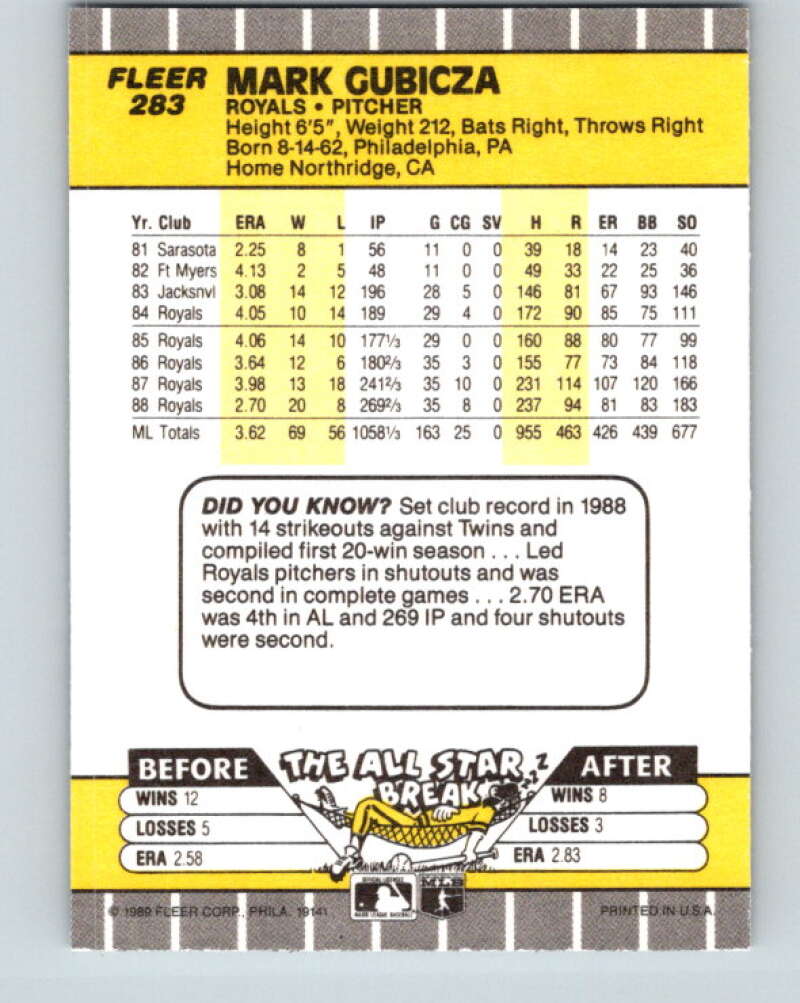 FLEER 283
MARK GUBICZA
ROYALS • PITCHER
Height 6'5", Weight 212, Bats Right, Throws Right
Born 8-14-62, Philadelphia, PA
Home Northridge, CA
Yr. Club ERA W L IP G CG SV H R ER BB SO
81 Sarasota 2.25 8 1 56 11 0 0 39 18 14 23 40
82 Ft Myers 4.13 2 5 48 11 0 0 49 33 22 25 36
83 Jacksnvl 3.08 14 12 196 28 5 0 146 81 67 93 146
84 Royals 4.05 10 14 189 29 4 0 172 90 85 75 111
85 Royals 4.06 14 10 177⅓ 29 0 0 160 88 80 77 99
86 Royals 3.64 12 6 180⅔ 35 3 0 155 77 73 84 118
87 Royals 3.98 13 18 241⅔ 35 10 0 231 114 107 120 166
88 Royals 2.70 20 8 269⅔ 35 8 0 237 94 81 83 183
ML Totals 3.62 69 56 1058⅓ 163 25 0 955 463 426 439 677
DID YOU KNOW? Set club record in 1988
with 14 strikeouts against Twins and
compiled first 20-win season . . . Led
Royals pitchers in shutouts and was
second in complete games . . . 2.70 ERA
was 4th in AL and 269 IP and four shutouts
were second.
THE ALL STAR
BREAK
ZZZ
BEFORE
WINS 12
LOSSES 5
ERA 2.58
AFTER
WINS 8
LOSSES 3
ERA 2.83
MLB
© 1989 FLEER CORP., PHILA. 19141
PRINTED IN U.S.A.